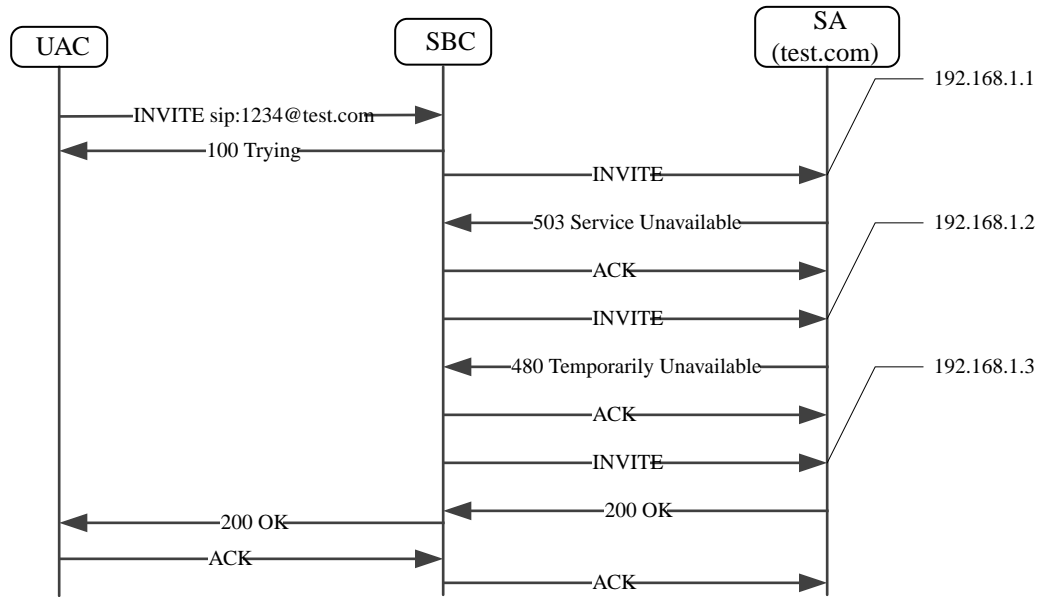 UAC
SBC
SA
(test.com)
192.168.1.1
INVITE sip:1234@test.com
100 Trying
INVITE
503 Service Unavailable
192.168.1.2
ACK
INVITE
480 Temporarily Unavailable
192.168.1.3
ACK
INVITE
200 OK
200 OK
ACK
ACK